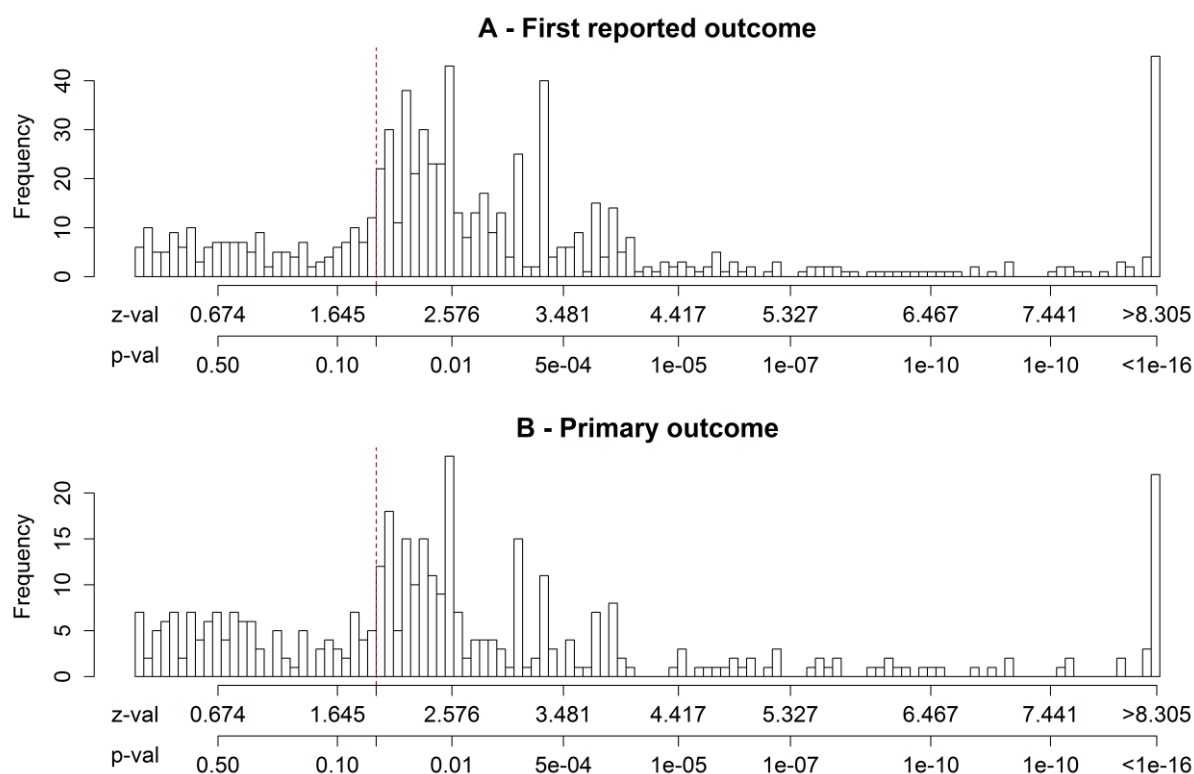 A - First reported outcome
Frequency
0 10 20 30 40
z-val 0.674 1.645 2.576 3.481 4.417 5.327 6.467 7.441 >8.305
p-val 0.50 0.10 0.01 5e-04 1e-05 1e-07 1e-10 1e-10 <1e-16
B - Primary outcome
Frequency
0 5 10 15 20
z-val 0.674 1.645 2.576 3.481 4.417 5.327 6.467 7.441 >8.305
p-val 0.50 0.10 0.01 5e-04 1e-05 1e-07 1e-10 1e-10 <1e-16